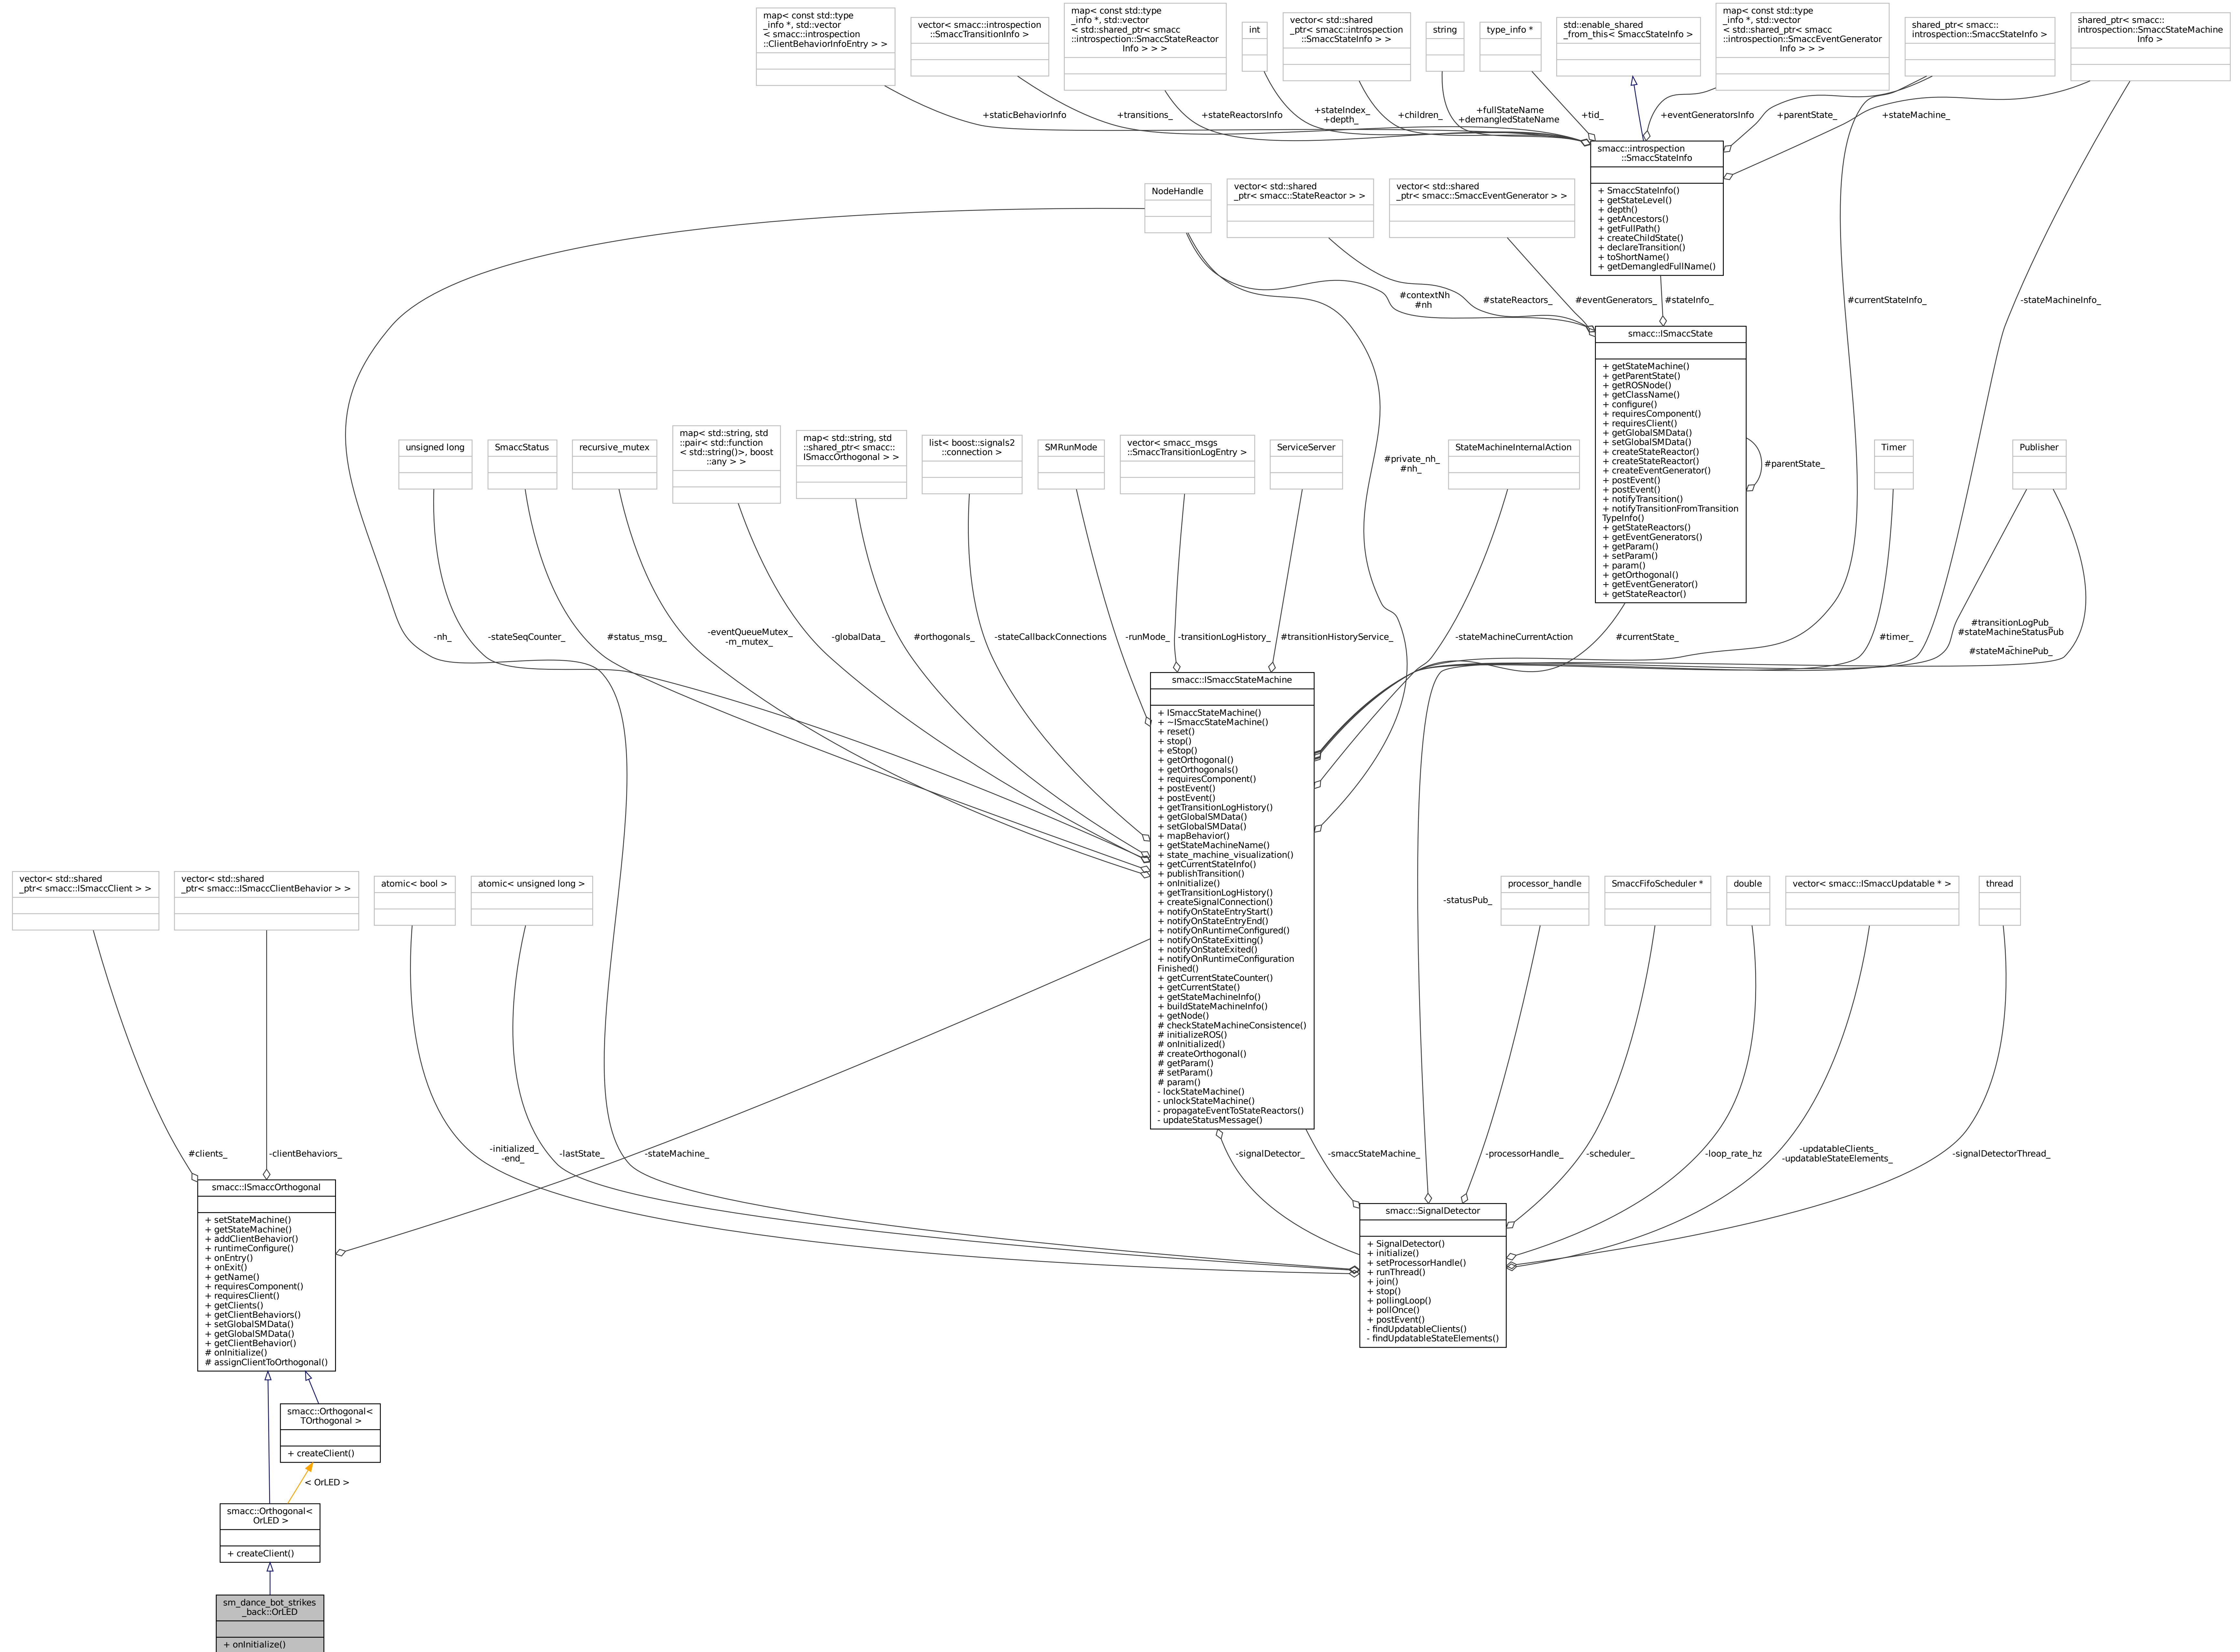 map< const std::type
_info *, std::vector
< smacc::introspection
::ClientBehaviorInfoEntry > >
vector< smacc::introspection
::SmaccTransitionInfo >
map< const std::type
_info *, std::vector
< std::shared_ptr< smacc
::introspection::SmaccStateReactor
Info > > >
int
vector< std::shared
_ptr< smacc::introspection
::SmaccStateInfo > >
string
type_info *
std::enable_shared
_from_this< SmaccStateInfo >
map< const std::type
_info *, std::vector
< std::shared_ptr< smacc
::introspection::SmaccEventGenerator
Info > > >
shared_ptr< smacc::
introspection::SmaccStateInfo >
shared_ptr< smacc::
introspection::SmaccStateMachine
Info >
+staticBehaviorInfo
+transitions_
+stateReactorsInfo
+stateIndex_
+depth_
+children_
+fullStateName
+demangledStateName
+tid_
+eventGeneratorsInfo
+parentState_
+stateMachine_
smacc::introspection
::SmaccStateInfo
+ SmaccStateInfo()
+ getStateLevel()
+ depth()
+ getAncestors()
+ getFullPath()
+ createChildState()
+ declareTransition()
+ toShortName()
+ getDemangledFullName()
NodeHandle
vector< std::shared
_ptr< smacc::StateReactor > >
vector< std::shared
_ptr< smacc::SmaccEventGenerator > >
#contextNh
#nh
#stateReactors_
#eventGenerators_
#stateInfo_
#currentStateInfo_
-stateMachineInfo_
smacc::ISmaccState
+ getStateMachine()
+ getParentState()
+ getROSNode()
+ getClassName()
+ configure()
+ requiresComponent()
+ requiresClient()
+ getGlobalSMData()
+ setGlobalSMData()
+ createStateReactor()
+ createStateReactor()
+ createEventGenerator()
+ postEvent()
+ postEvent()
+ notifyTransition()
+ notifyTransitionFromTransition
TypeInfo()
+ getStateReactors()
+ getEventGenerators()
+ getParam()
+ setParam()
+ param()
+ getOrthogonal()
+ getEventGenerator()
+ getStateReactor()
#parentState_
unsigned long
SmaccStatus
recursive_mutex
map< std::string, std
::pair< std::function
< std::string()>, boost
::any > >
map< std::string, std
::shared_ptr< smacc::
ISmaccOrthogonal > >
list< boost::signals2
::connection >
SMRunMode
vector< smacc_msgs
::SmaccTransitionLogEntry >
ServiceServer
#private_nh_
#nh_
StateMachineInternalAction
Timer
Publisher
-nh_
-stateSeqCounter_
#status_msg_
-eventQueueMutex_
-m_mutex_
-globalData_
#orthogonals_
-stateCallbackConnections
-runMode_
-transitionLogHistory_
#transitionHistoryService_
-stateMachineCurrentAction
#currentState_
#timer_
#transitionLogPub_
#stateMachineStatusPub
_
#stateMachinePub_
smacc::ISmaccStateMachine
+ ISmaccStateMachine()
+ ~ISmaccStateMachine()
+ reset()
+ stop()
+ eStop()
+ getOrthogonal()
+ getOrthogonals()
+ requiresComponent()
+ postEvent()
+ postEvent()
+ getTransitionLogHistory()
+ getGlobalSMData()
+ setGlobalSMData()
+ mapBehavior()
+ getStateMachineName()
+ state_machine_visualization()
+ getCurrentStateInfo()
+ publishTransition()
+ onInitialize()
+ getTransitionLogHistory()
+ createSignalConnection()
+ notifyOnStateEntryStart()
+ notifyOnStateEntryEnd()
+ notifyOnRuntimeConfigured()
+ notifyOnStateExitting()
+ notifyOnStateExited()
+ notifyOnRuntimeConfiguration
Finished()
+ getCurrentStateCounter()
+ getCurrentState()
+ getStateMachineInfo()
+ buildStateMachineInfo()
+ getNode()
# checkStateMachineConsistence()
# initializeROS()
# onInitialized()
# createOrthogonal()
# getParam()
# setParam()
# param()
- lockStateMachine()
- unlockStateMachine()
- propagateEventToStateReactors()
- updateStatusMessage()
vector< std::shared
_ptr< smacc::ISmaccClient > >
vector< std::shared
_ptr< smacc::ISmaccClientBehavior > >
atomic< bool >
atomic< unsigned long >
-statusPub_
processor_handle
SmaccFifoScheduler *
double
vector< smacc::ISmaccUpdatable * >
thread
#clients_
-clientBehaviors_
-initialized_
-end_
-lastState_
-stateMachine_
-signalDetector_
-smaccStateMachine_
-processorHandle_
-scheduler_
-loop_rate_hz
-updatableClients_
-updatableStateElements_
-signalDetectorThread_
smacc::ISmaccOrthogonal
+ setStateMachine()
+ getStateMachine()
+ addClientBehavior()
+ runtimeConfigure()
+ onEntry()
+ onExit()
+ getName()
+ requiresComponent()
+ requiresClient()
+ getClients()
+ getClientBehaviors()
+ setGlobalSMData()
+ getGlobalSMData()
+ getClientBehavior()
# onInitialize()
# assignClientToOrthogonal()
smacc::SignalDetector
+ SignalDetector()
+ initialize()
+ setProcessorHandle()
+ runThread()
+ join()
+ stop()
+ pollingLoop()
+ pollOnce()
+ postEvent()
- findUpdatableClients()
- findUpdatableStateElements()
smacc::Orthogonal<
TOrthogonal >
+ createClient()
< OrLED >
smacc::Orthogonal<
OrLED >
+ createClient()
sm_dance_bot_strikes
_back::OrLED
+ onInitialize()